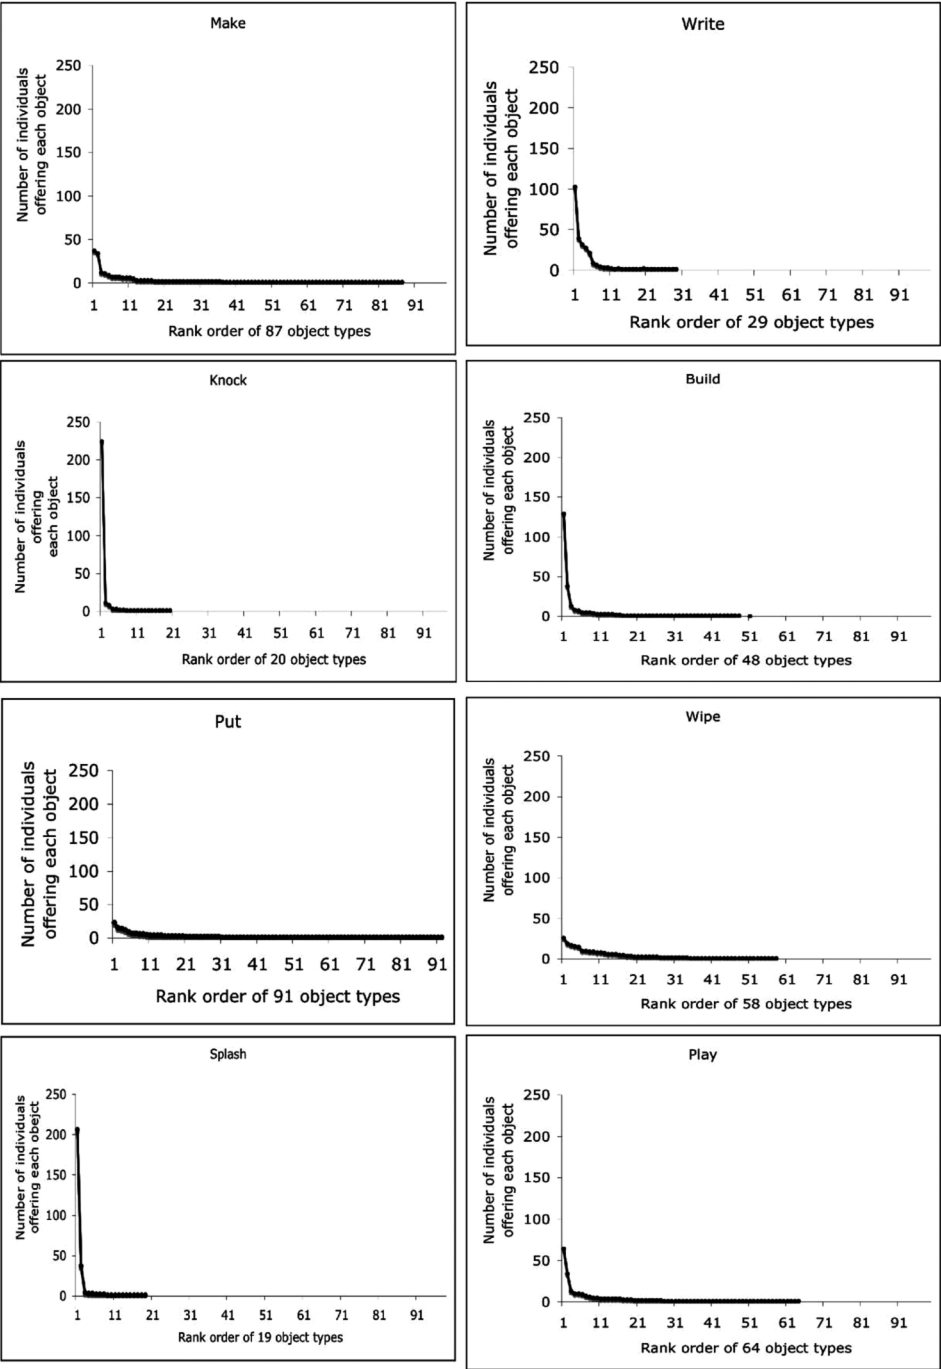 Make
Number of individuals
offering each object
250
200
150
100
50
0
1 11 21 31 41 51 61 71 81 91
Rank order of 87 object types
Write
Number of individuals
offering each object
250
200
150
100
50
0
1 11 21 31 41 51 61 71 81 91
Rank order of 29 object types
Knock
Number of individuals
offering
each object
250
200
150
100
50
0
1 11 21 31 41 51 61 71 81 91
Rank order of 20 object types
Build
Number of individuals
offering each object
250
200
150
100
50
0
1 11 21 31 41 51 61 71 81 91
Rank order of 48 object types
Put
Number of individuals
offering each object
250
200
150
100
50
0
1 11 21 31 41 51 61 71 81 91
Rank order of 91 object types
Wipe
Number of individuals
offering each object
250
200
150
100
50
0
1 11 21 31 41 51 61 71 81 91
Rank order of 58 object types
Splash
Number of individuals
offering each obejct
250
200
150
100
50
0
1 11 21 31 41 51 61 71 81 91
Rank order of 19 object types
Play
Number of individuals
offering each object
250
200
150
100
50
0
1 11 21 31 41 51 61 71 81 91
Rank order of 64 object types